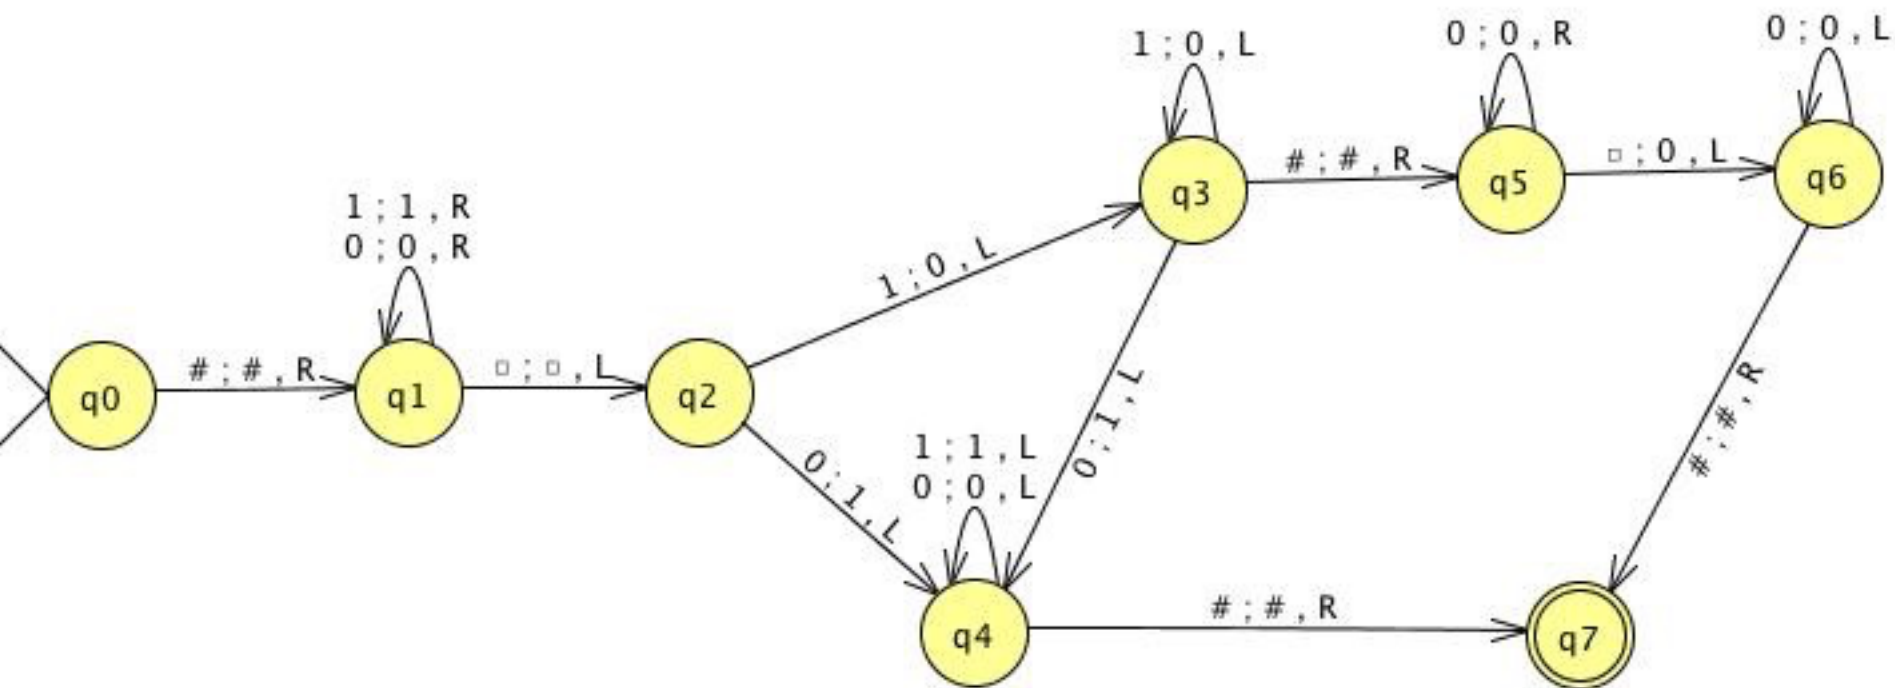 0;0,L
0;0,R
1;0,L
□;0,L
#;#,R
q6
q5
q3
1;1,R
0;0,R
1;0,L
#;#,R
□;□,L
0;1,L
#;#,R
q0
q1
q2
1;1,L
0;0,L
0;1,L
#;#,R
q4
q7